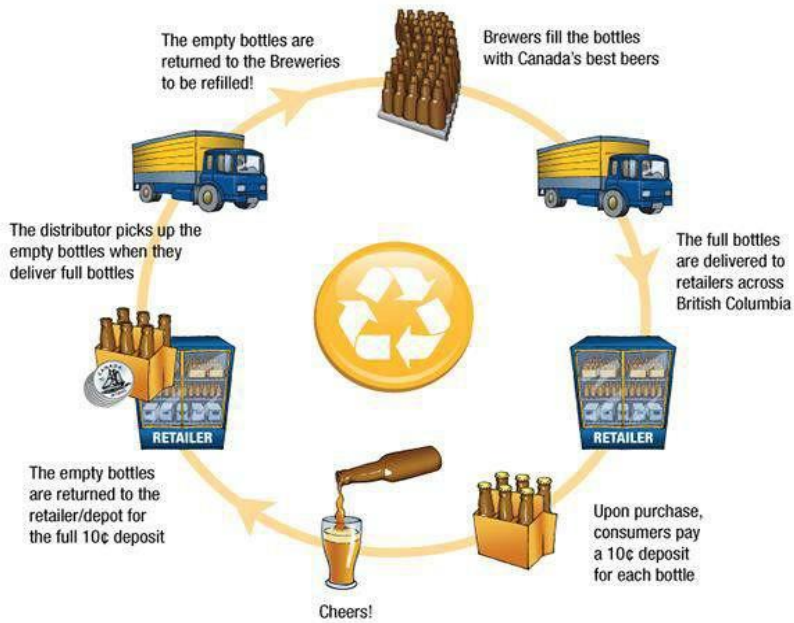 Brewers fill the bottles
with Canada's best beers
The full bottles
are delivered to
retailers across
British Columbia
RETAILER
Upon purchase,
consumers pay
a 10¢ deposit
for each bottle
Cheers!
The empty bottles
are returned to the
retailer/depot for
the full 10¢ deposit
RETAILER
CANADA
The distributor picks up the
empty bottles when they
deliver full bottles
The empty bottles are
returned to the Breweries
to be refilled!